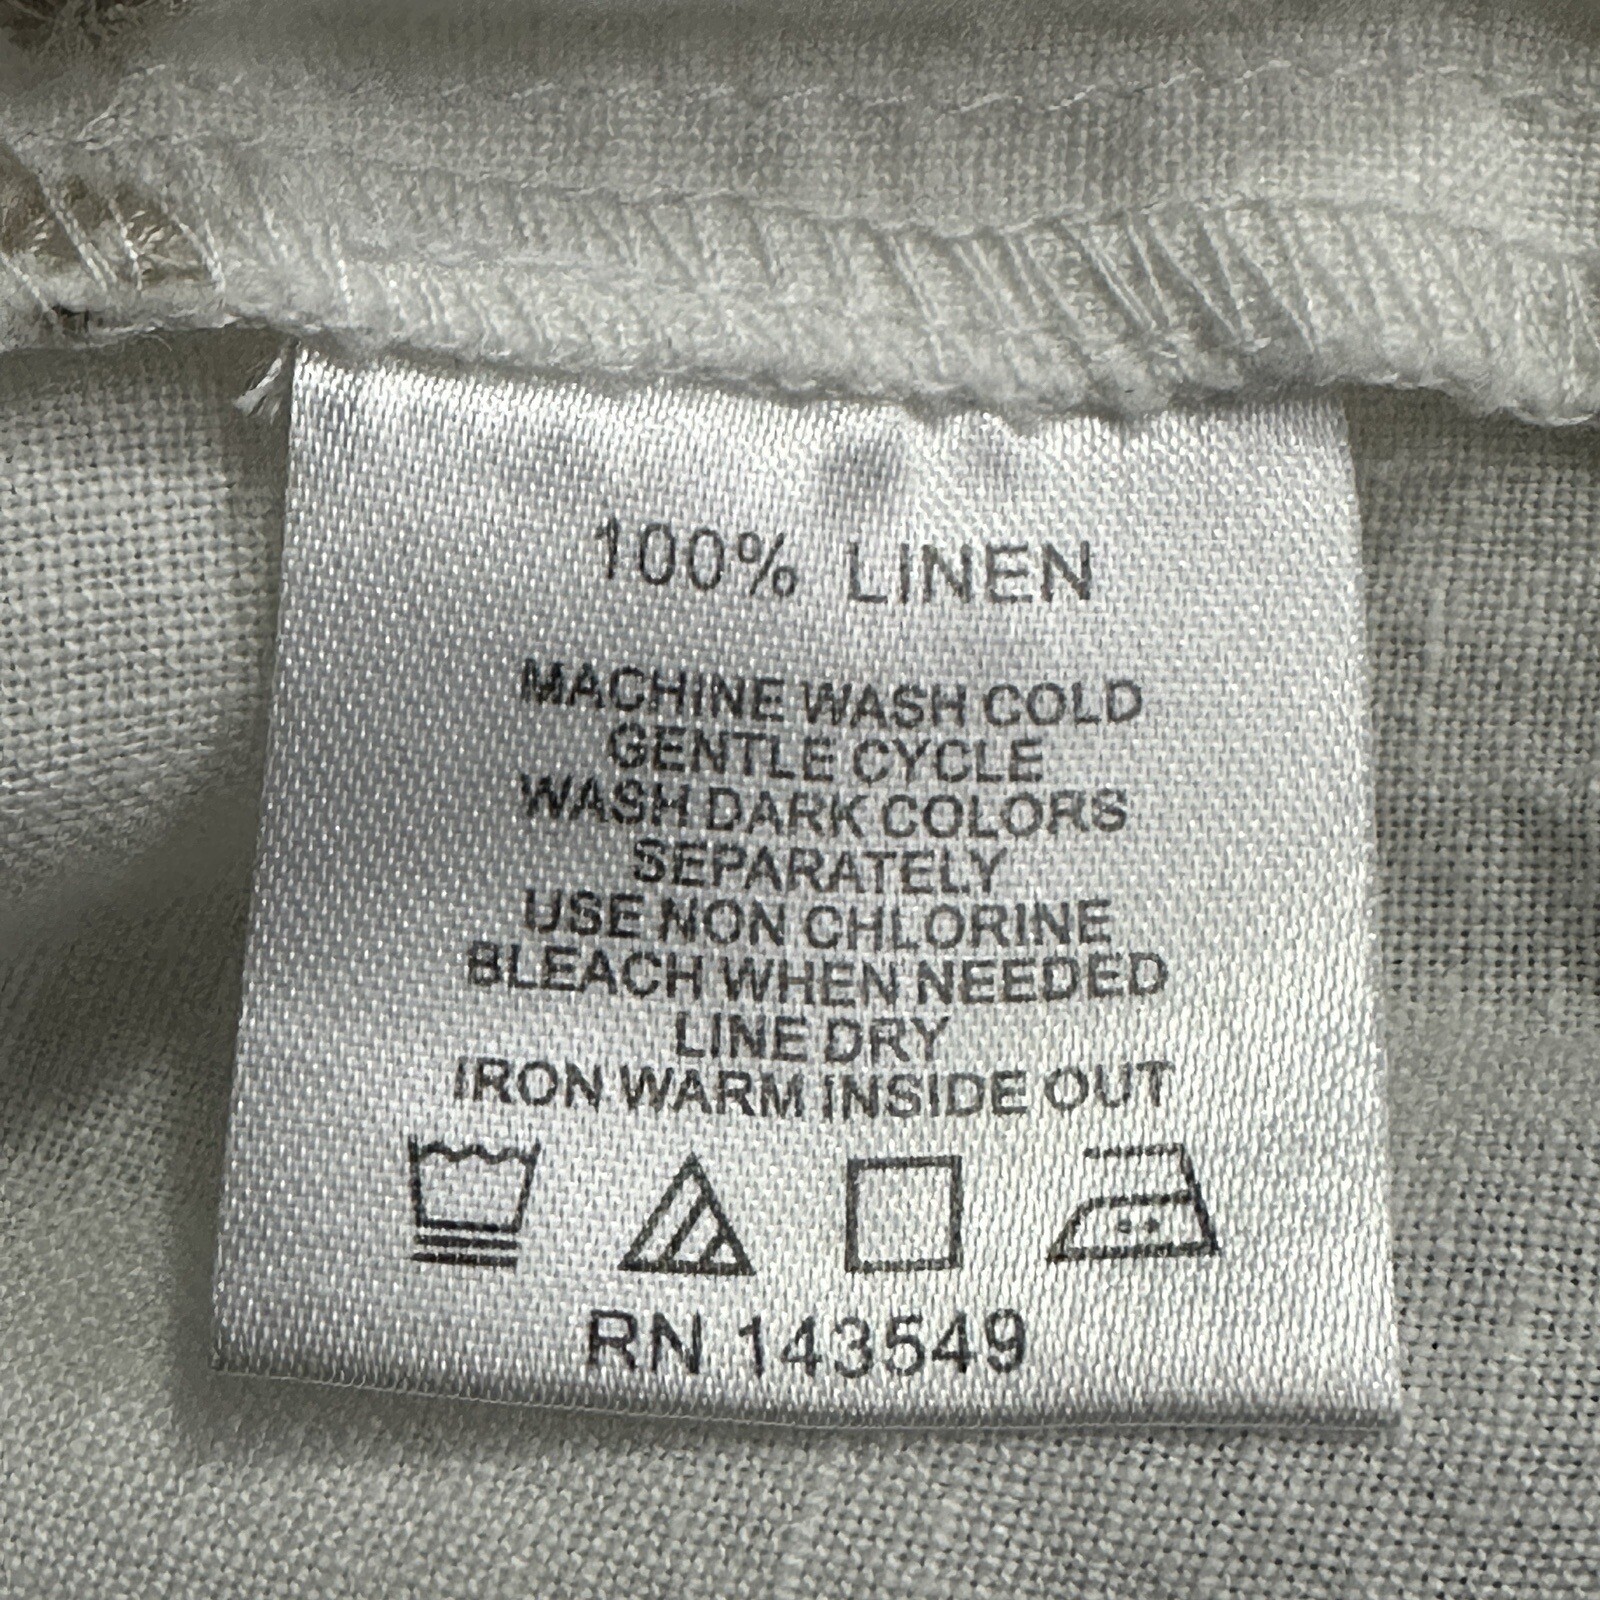 100% LINEN
MACHINE WASH COLD
GENTLE CYCLE
WASH DARK COLORS
SEPARATELY
USE NON CHLORINE
BLEACH WHEN NEEDED
LINE DRY
IRON WARM INSIDE OUT
RN 143549